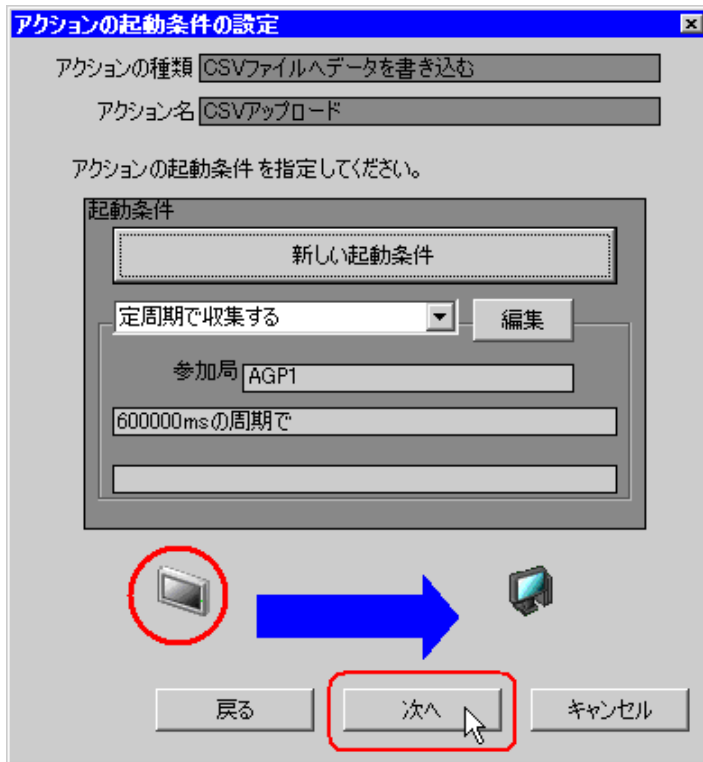 アクションの起動条件の設定
アクションの種類 CSVファイルへデータを書き込む
アクション名 CSVアップロード
アクションの起動条件 を指定してください。
起動条件
新しい起動条件
定周期で収集する 編集
参加局 AGP1
600000msの周期で
戻る 次へ キャンセル